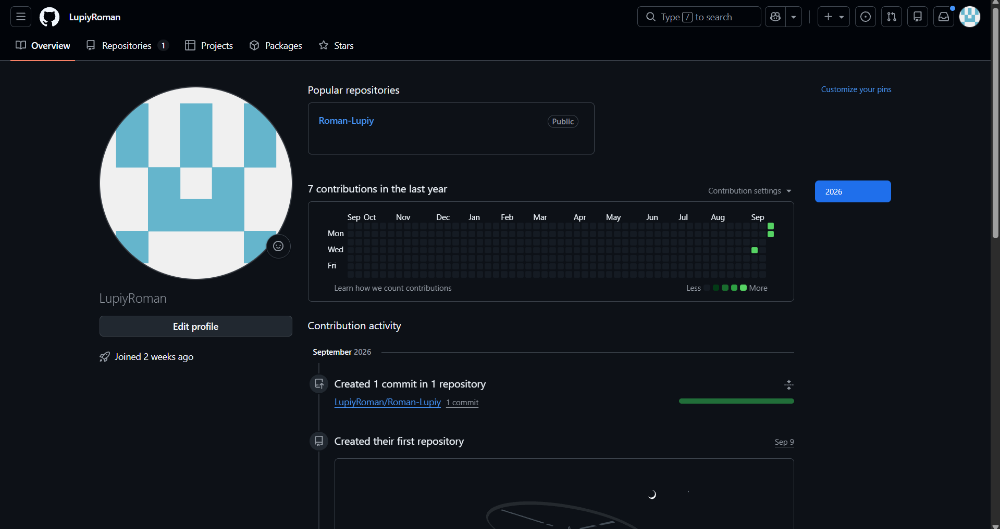 LupiyRoman
Type / to search
Overview
Repositories 1
Projects
Packages
Stars
LupiyRoman
Edit profile
Joined 2 weeks ago
Popular repositories
Customize your pins
Roman-Lupiy
Public
7 contributions in the last year
Contribution settings
2026
Sep Oct Nov Dec Jan Feb Mar Apr May Jun Jul Aug Sep
Mon
Wed
Fri
Learn how we count contributions
Less More
Contribution activity
September 2026
Created 1 commit in 1 repository
LupiyRoman/Roman-Lupiy 1 commit
Created their first repository
Sep 9